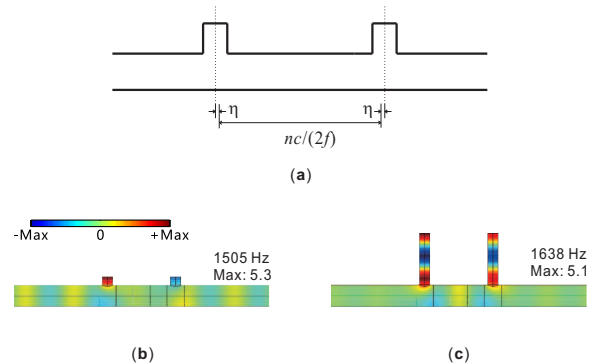 η
η
nc/(2f)
(a)
-Max 0 +Max
1505 Hz
Max: 5.3
1638 Hz
Max: 5.1
(b)
(c)